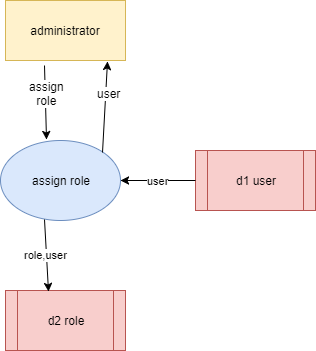 administrator
assign
role
user
assign role
user
d1 user
role,user
d2 role